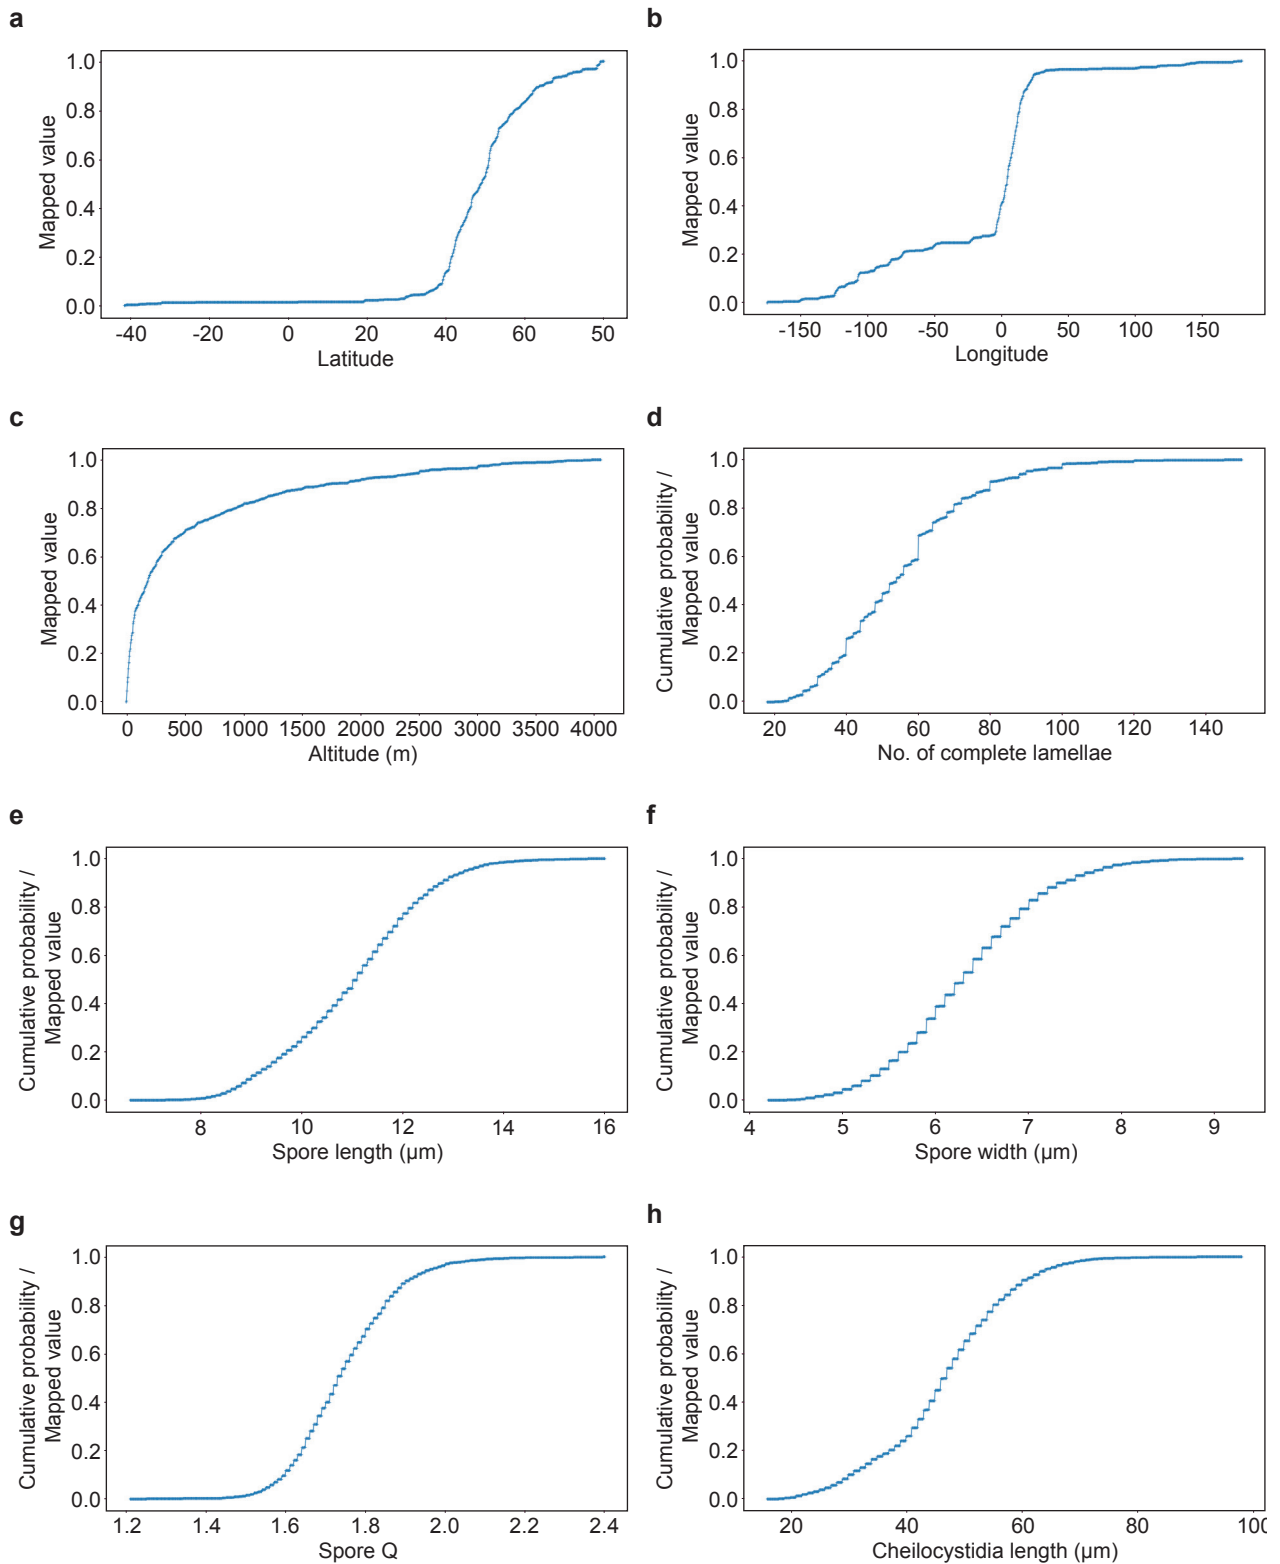 a
1.0
0.8
0.6
0.4
0.2
0.0
Mapped value
-40 -20 0 20 40 60 50
Latitude
b
1.0
0.8
0.6
0.4
0.2
0.0
Mapped value
-150 -100 -50 0 50 100 150
Longitude
c
1.0
0.8
0.6
0.4
0.2
0.0
Mapped value
0 500 1000 1500 2000 2500 3000 3500 4000
Altitude (m)
d
1.0
0.8
0.6
0.4
0.2
0.0
Cumulative probability /
Mapped value
20 40 60 80 100 120 140
No. of complete lamellae
e
1.0
0.8
0.6
0.4
0.2
0.0
Cumulative probability /
Mapped value
8 10 12 14 16
Spore length (µm)
f
1.0
0.8
0.6
0.4
0.2
0.0
Cumulative probability /
Mapped value
4 5 6 7 8 9
Spore width (µm)
g
1.0
0.8
0.6
0.4
0.2
0.0
Cumulative probability /
Mapped value
1.2 1.4 1.6 1.8 2.0 2.2 2.4
Spore Q
h
1.0
0.8
0.6
0.4
0.2
0.0
Cumulative probability /
Mapped value
20 40 60 80 100
Cheilocystidia length (µm)